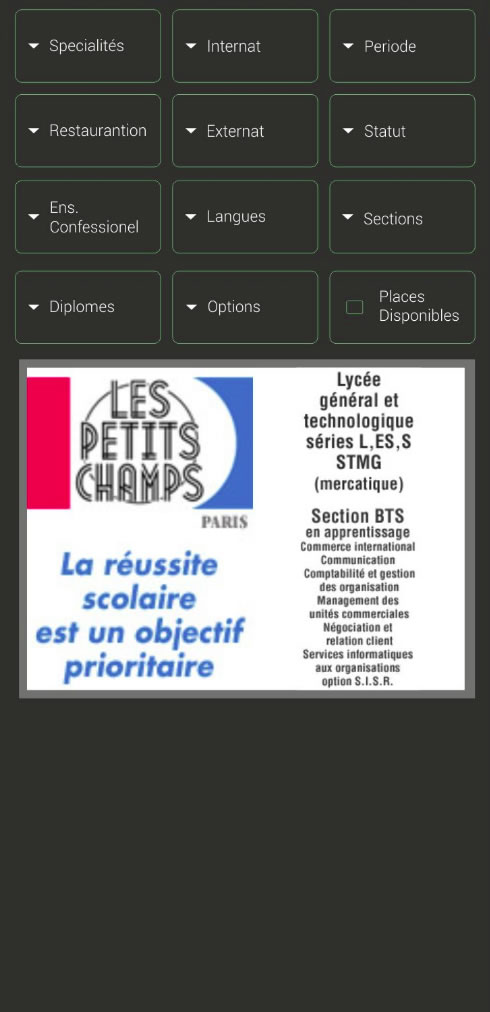 Specialités
Internat
Periode
Restaurantion
Externat
Statut
Ens.
Confessionel
Langues
Sections
Diplomes
Options
Places
Disponibles
LES
PETITS
CHAMPS
PARIS
La réussite
scolaire
est un objectif
prioritaire
Lycée
général et
technologique
séries L,ES,S
STMG
(mercatique)
Section BTS
en apprentissage
Commerce international
Communication
Comptabilité et gestion
des organisation
Management des
unités commerciales
Négociation et
relation client
Services informatiques
aux organisations
option S.I.S.R.